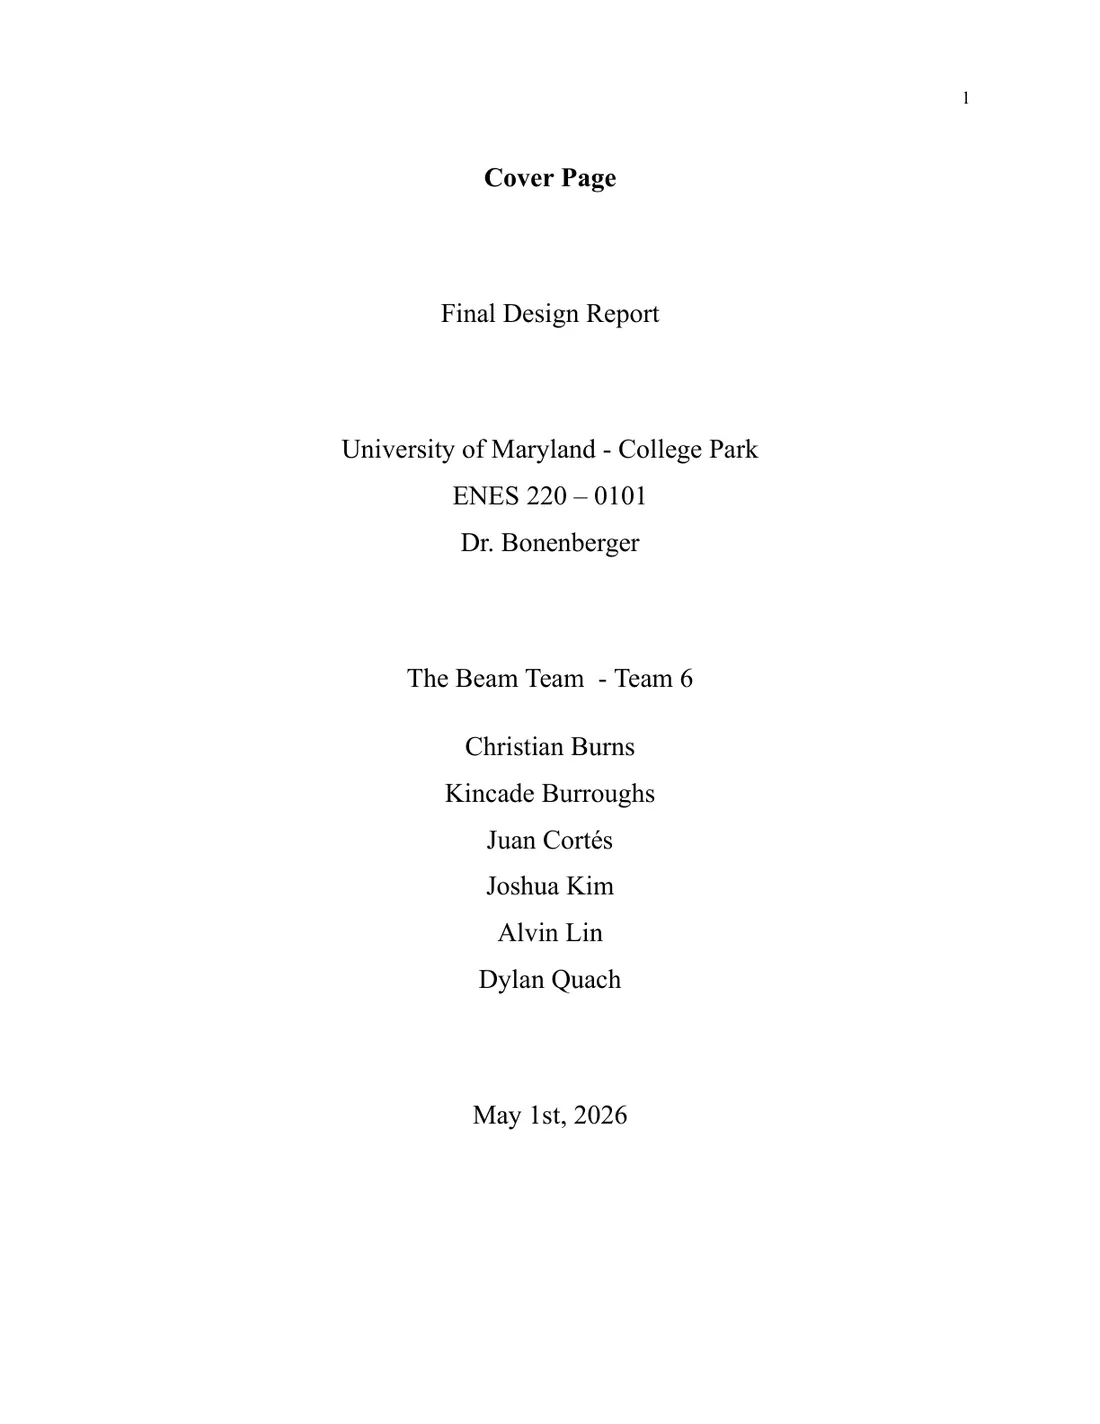 1
Cover Page
Final Design Report
University of Maryland - College Park
ENES 220 – 0101
Dr. Bonenberger
The Beam Team  - Team 6
Christian Burns
Kincade Burroughs
Juan Cortés
Joshua Kim
Alvin Lin
Dylan Quach
May 1st, 2026